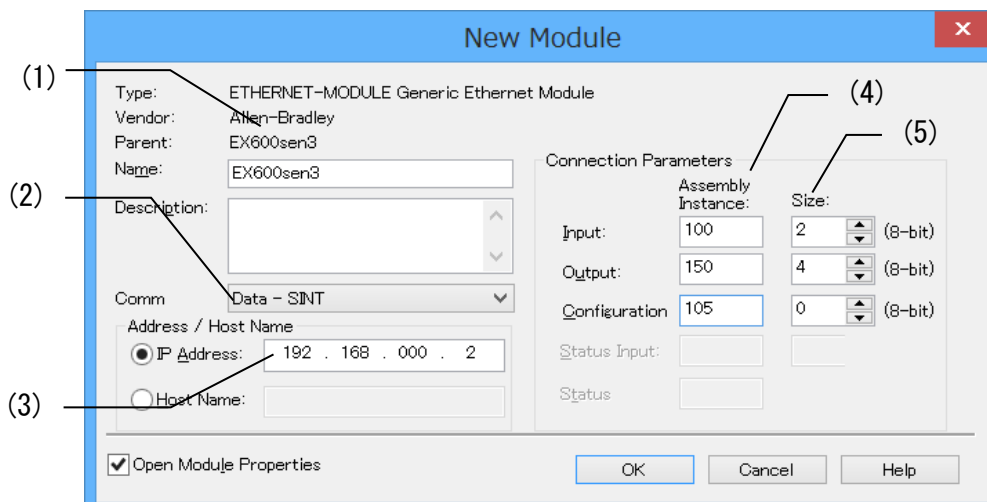 New Module
(1)
Type: ETHERNET-MODULE Generic Ethernet Module
Vendor: Allen-Bradley
Parent: EX600sen3
Name: EX600sen3
(2)
Description:
Comm Data - SINT
Address / Host Name
IP Address: 192 . 168 . 000 . 2
(3)
Host Name:
(4)
(5)
Connection Parameters
Assembly
Instance: Size:
Input: 100 2 (8-bit)
Output: 150 4 (8-bit)
Configuration 105 0 (8-bit)
Status Input:
Status
Open Module Properties
OK Cancel Help